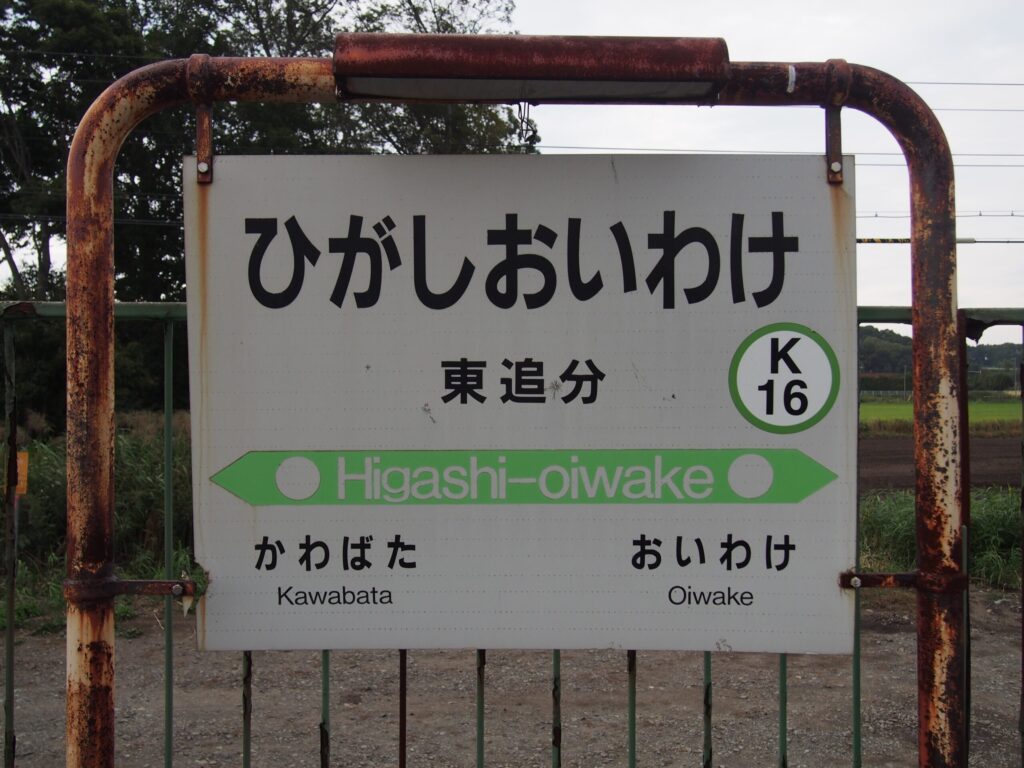 ひがしおいわけ
東追分
K
16
Higashi-oiwake
かわばた おいわけ
Kawabata Oiwake